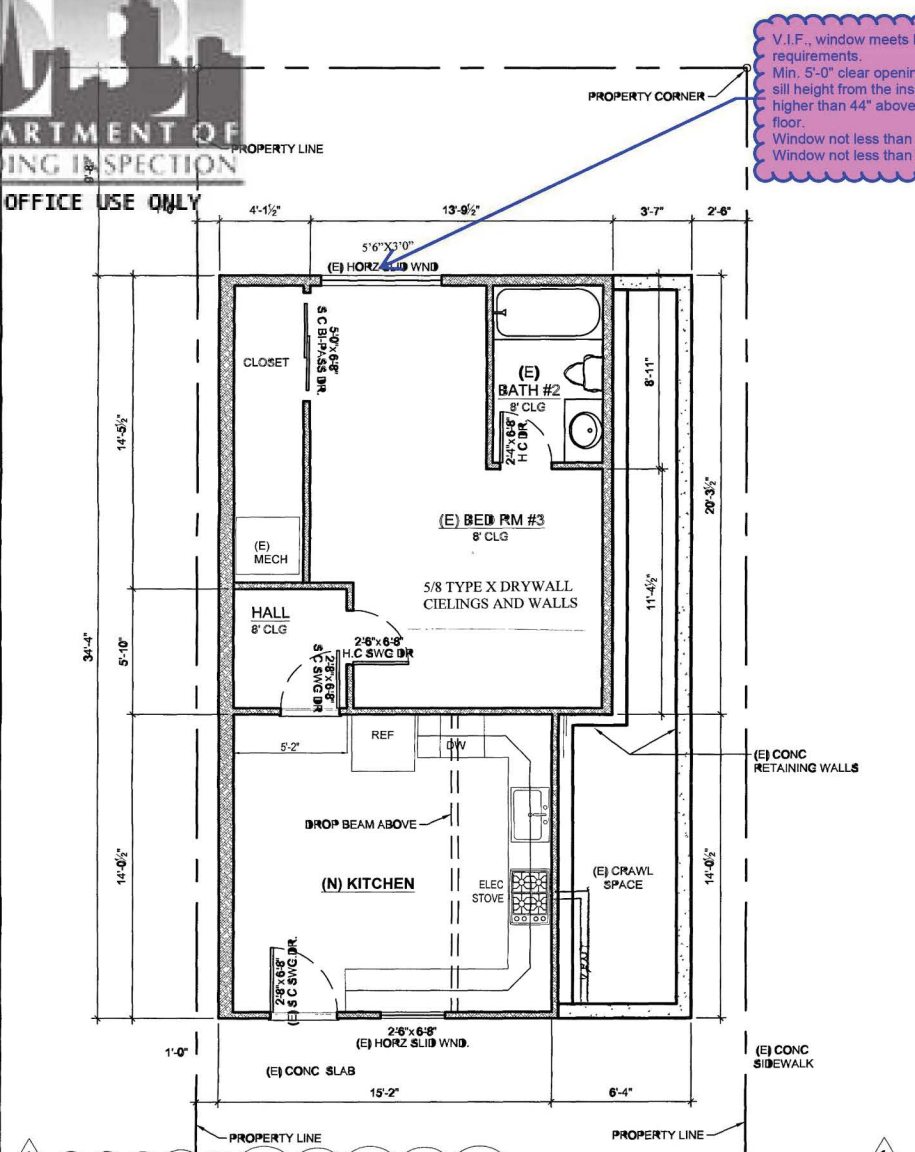 ARTMENT OF
ING INSPECTION
OFFICE USE ONLY
PROPERTY LINE
PROPERTY CORNER
V.I.F., window meets
requirements.
Min. 5'-0" clear
sill height from the
higher than 44" above
floor.
Window not less than
Window not less than
9'-8"
4'-1½"
13'-9½"
3'-7"
2'-6"
5'6"X3'0"
(E) HORZ SLID WND
CLOSET
5'-0"x 6'-8"
S C BI-PASS DR.
(E)
BATH #2
8' CLG
2'-4"x 6'-8"
H C DR.
8'-11"
14'-5½"
20'-3½"
(E) BED RM #3
8' CLG
(E)
MECH
5/8 TYPE X DRYWALL
CIELINGS AND WALLS
11'-4½"
HALL
8' CLG
2'-6"x 6'-8"
H.C SWG DR
2'-8"x 6'-8"
S C SWG DR
34'-4"
5'-10"
5'-2"
REF
DW
(E) CONC
RETAINING WALLS
DROP BEAM ABOVE
14'-0½"
(N) KITCHEN
ELEC
STOVE
(E) CRAWL
SPACE
14'-0½"
2'-8"x 6'-8"
(E) S C SWG.DR.
2'-6"x 6'-8"
(E) HORZ SLID WND.
1'-0"
(E) CONC SLAB
(E) CONC
SIDEWALK
15'-2"
6'-4"
PROPERTY LINE
PROPERTY LINE